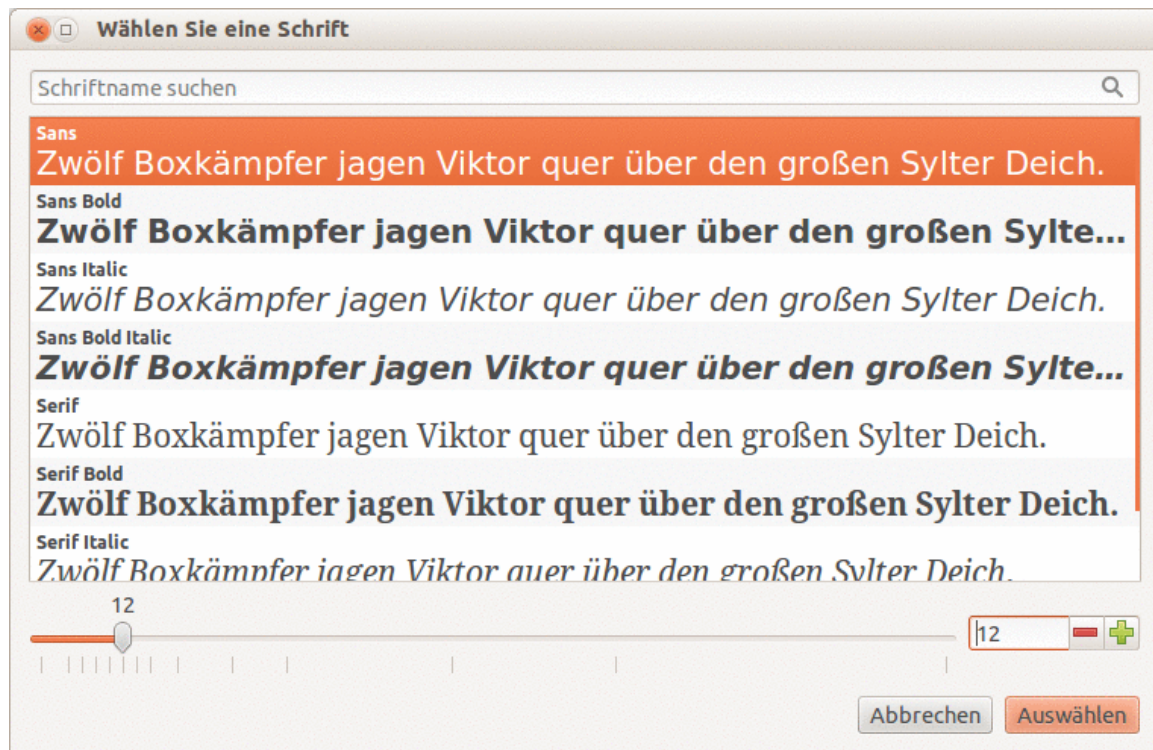 Wählen Sie eine Schrift
Schriftname suchen
Sans
Zwölf Boxkämpfer jagen Viktor quer über den großen Sylter Deich.
Sans Bold
Zwölf Boxkämpfer jagen Viktor quer über den großen Sylte...
Sans Italic
Zwölf Boxkämpfer jagen Viktor quer über den großen Sylter Deich.
Sans Bold Italic
Zwölf Boxkämpfer jagen Viktor quer über den großen Sylte...
Serif
Zwölf Boxkämpfer jagen Viktor quer über den großen Sylter Deich.
Serif Bold
Zwölf Boxkämpfer jagen Viktor quer über den großen Sylter Deich.
Serif Italic
Zwölf Boxkämpfer jagen Viktor quer über den großen Sylter Deich.
12
12
Abbrechen Auswählen